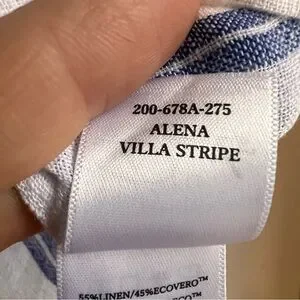 200-678A-275
ALENA
VILLA STRIPE
55%LINEN/45%ECOVERO™